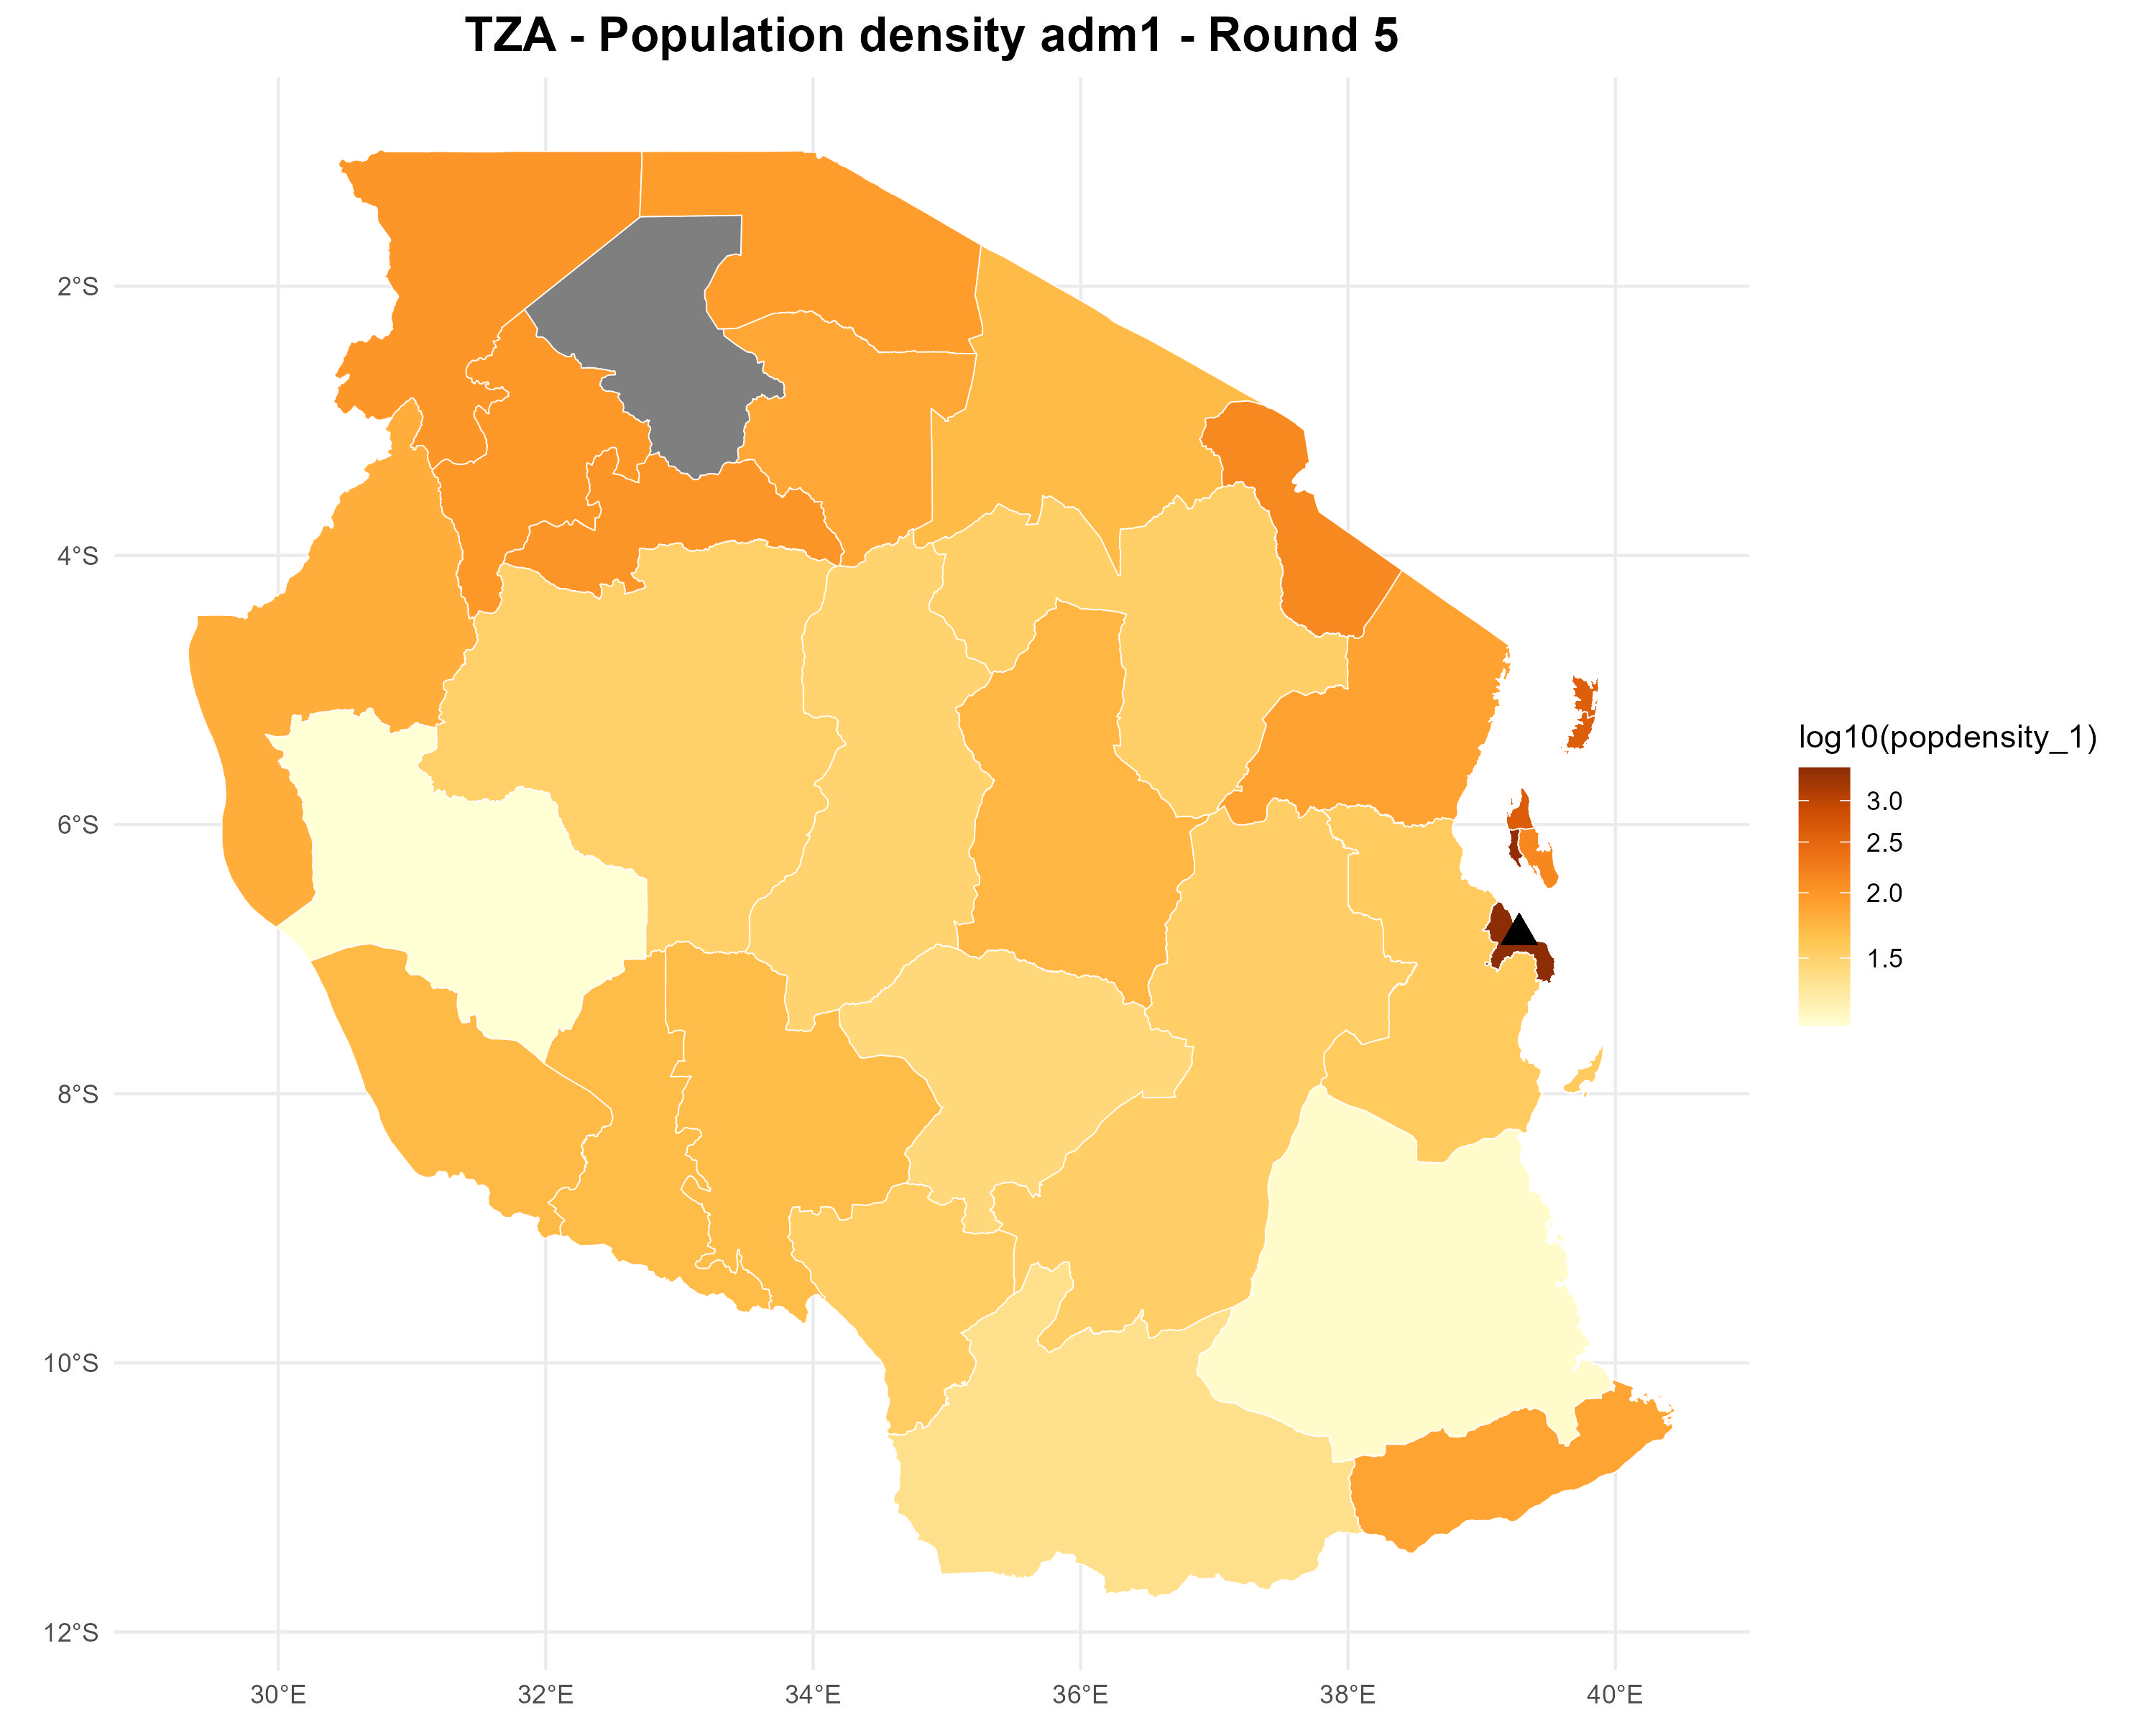 TZA - Population density adm1 - Round 5
2°S
4°S
6°S
8°S
10°S
12°S
30°E
32°E
34°E
36°E
38°E
40°E
log10(popdensity_1)
3.0
2.5
2.0
1.5